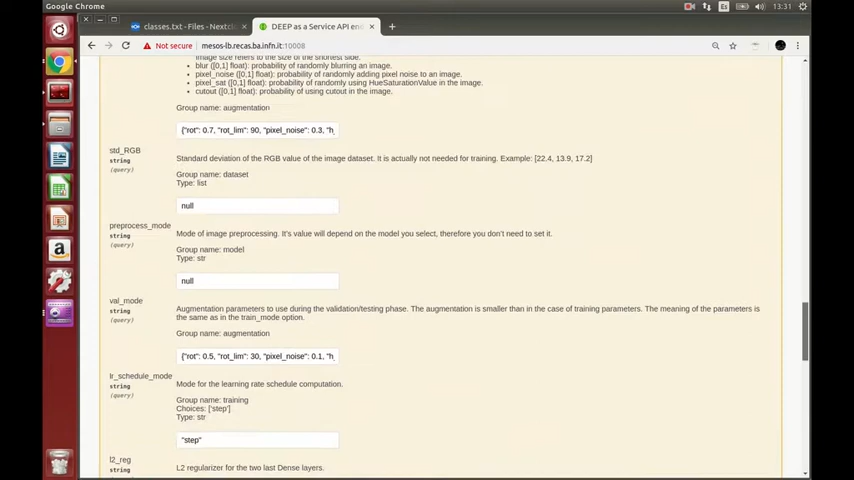 Google Chrome
Es
13:31
classes.txt - Files - Nextcl
DEEP as a Service API en
Not secure
mesos-lb.recas.ba.infn.it:10008
image size refers to the size of the shortest side.
blur ([0,1] float): probability of randomly blurring an image.
pixel_noise ([0,1] float): probability of randomly adding pixel noise to an image.
pixel_sat ([0,1] float): probability of randomly using HueSaturationValue in the image.
cutout ([0,1] float): probability of using cutout in the image.
Group name: augmentation
{"rot": 0.7, "rot_lim": 90, "pixel_noise": 0.3, "h_
std_RGB
string
(query)
Standard deviation of the RGB value of the image dataset. It is actually not needed for training. Example: [22.4, 13.9, 17.2]
Group name: dataset
Type: list
null
preprocess_mode
string
(query)
Mode of image preprocessing. It's value will depend on the model you select, therefore you don't need to set it.
Group name: model
Type: str
null
val_mode
string
(query)
Augmentation parameters to use during the validation/testing phase. The augmentation is smaller than in the case of training parameters. The meaning of the parameters is
the same as in the train_mode option.
Group name: augmentation
{"rot": 0.5, "rot_lim": 30, "pixel_noise": 0.1, "h_
lr_schedule_mode
string
(query)
Mode for the learning rate schedule computation.
Group name: training
Choices: ['step']
Type: str
"step"
l2_reg
string
L2 regularizer for the two last Dense layers.